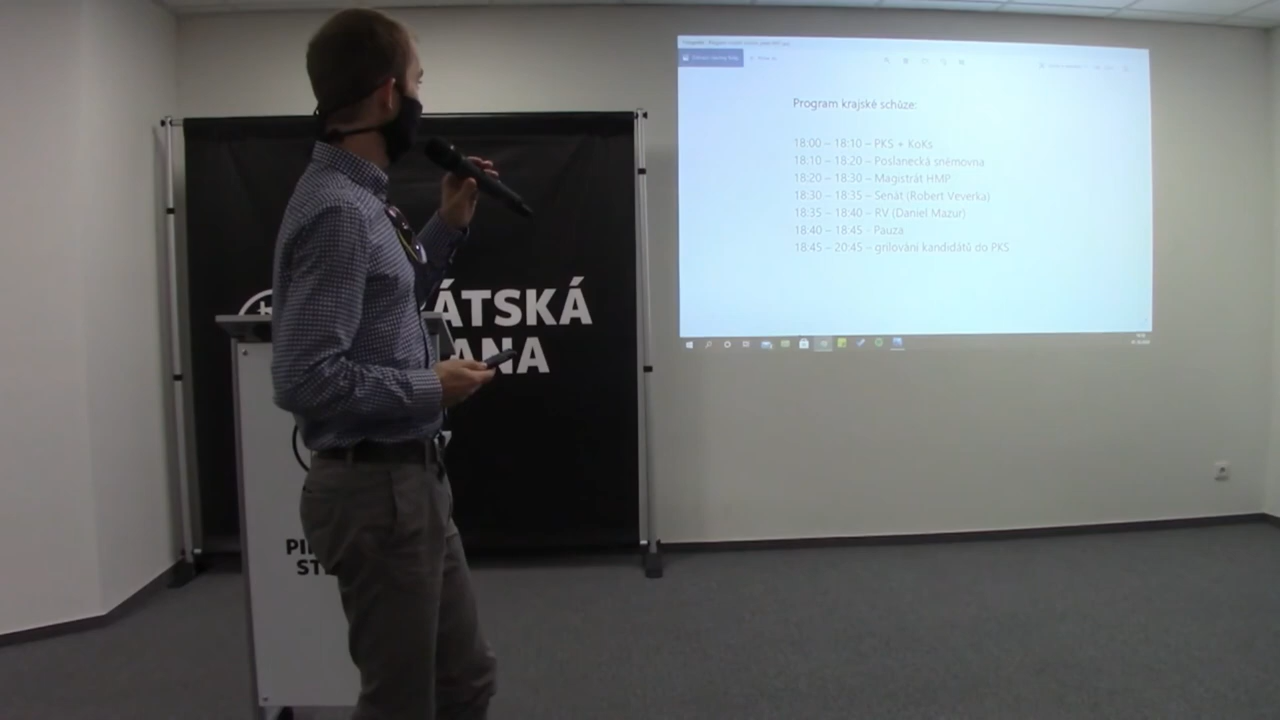 Program krajské schůze:
18:00 – 18:10 – PKS + KoKs
18:10 – 18:20 – Poslanecká sněmovna
18:20 – 18:30 – Magistrát HMP
18:30 – 18:35 – Senát (Robert Veverka)
18:35 – 18:40 – RV (Daniel Mazur)
18:40 – 18:45 - Pauza
18:45 – 20:45 – grilování kandidátů do PKS
ÁTSKÁ
ANA
PI
ST